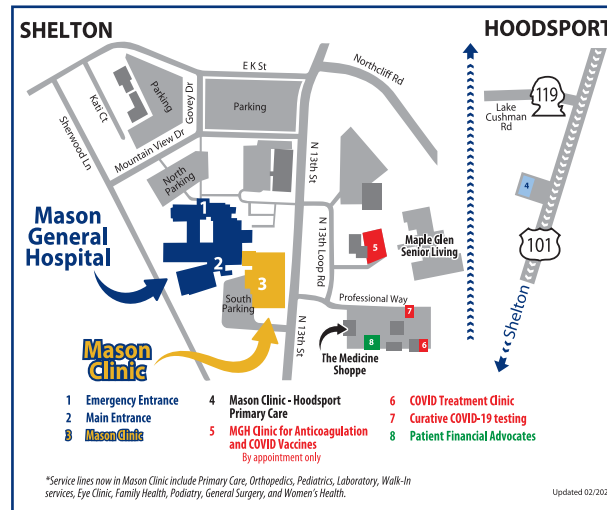 SHELTON
HOODSPORT
E K St
Northcliff Rd
Kati Ct
Parking
Govey Dr
Parking
119
Lake
Cushman
Rd
Sherwood Ln
Mountain View Dr
N 13th St
North
Parking
4
1
Mason
General
Hospital
N 13th Loop Rd
5
Maple Glen
Senior Living
101
2
3
South
Parking
Professional Way
7
Shelton
N 13th St
Mason
Clinic
The Medicine
Shoppe
8
6
1 Emergency Entrance
2 Main Entrance
3 Mason Clinic
4 Mason Clinic - Hoodsport
Primary Care
5 MGH Clinic for Anticoagulation
and COVID Vaccines
By appointment only
6 COVID Treatment Clinic
7 Curative COVID-19 testing
8 Patient Financial Advocates
*Service lines now in Mason Clinic include Primary Care, Orthopedics, Pediatrics, Laboratory, Walk-In
services, Eye Clinic, Family Health, Podiatry, General Surgery, and Women's Health.
Updated 02/202